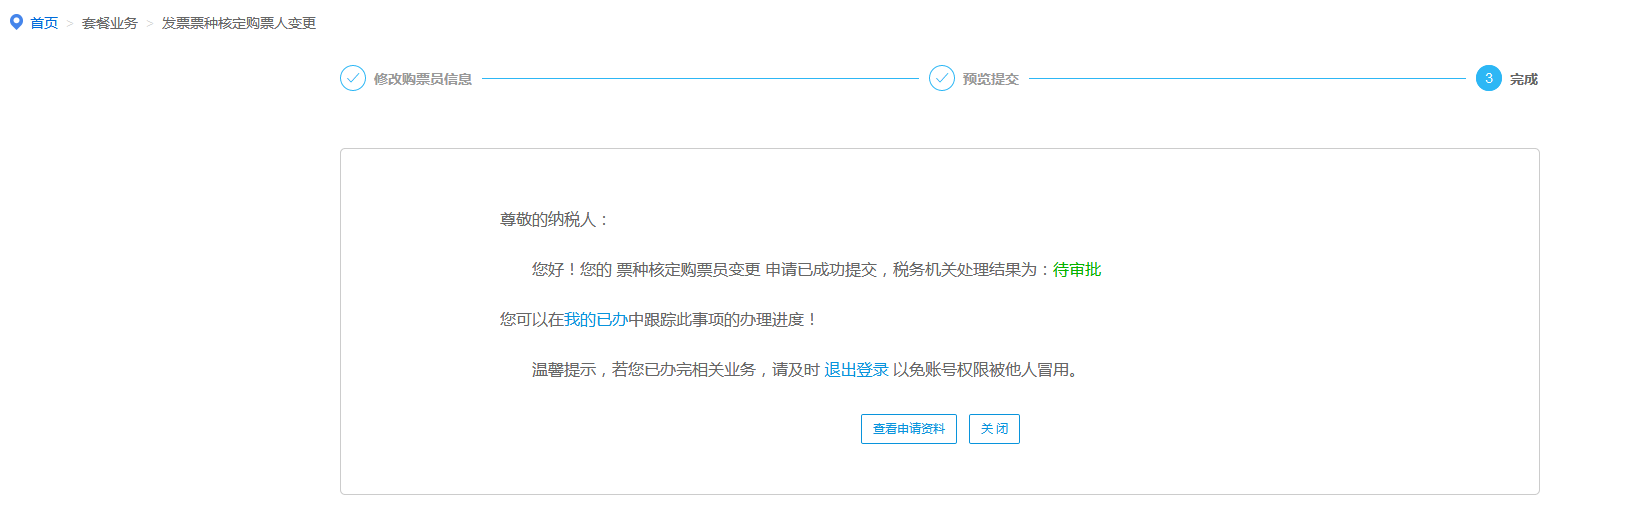 首页 > 套餐业务 > 发票票种核定购票人变更
修改购票员信息 预览提交 3 完成
尊敬的纳税人：
您好！您的 票种核定购票员变更 申请已成功提交，税务机关处理结果为：待审批
您可以在我的已办中跟踪此事项的办理进度！
温馨提示，若您已办完相关业务，请及时 退出登录 以免账号权限被他人冒用。
查看申请资料 关 闭